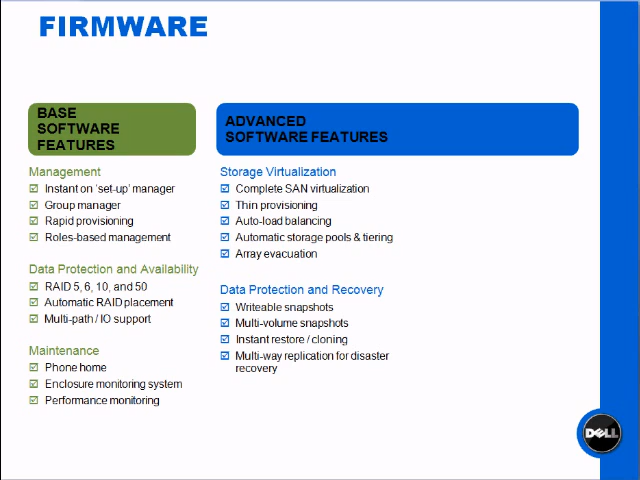 FIRMWARE
BASE
SOFTWARE
FEATURES
Management
Instant on 'set-up' manager
Group manager
Rapid provisioning
Roles-based management
Data Protection and Availability
RAID 5, 6, 10, and 50
Automatic RAID placement
Multi-path / IO support
Maintenance
Phone home
Enclosure monitoring system
Performance monitoring
ADVANCED
SOFTWARE FEATURES
Storage Virtualization
Complete SAN virtualization
Thin provisioning
Auto-load balancing
Automatic storage pools & tiering
Array evacuation
Data Protection and Recovery
Writeable snapshots
Multi-volume snapshots
Instant restore / cloning
Multi-way replication for disaster
recovery
DELL